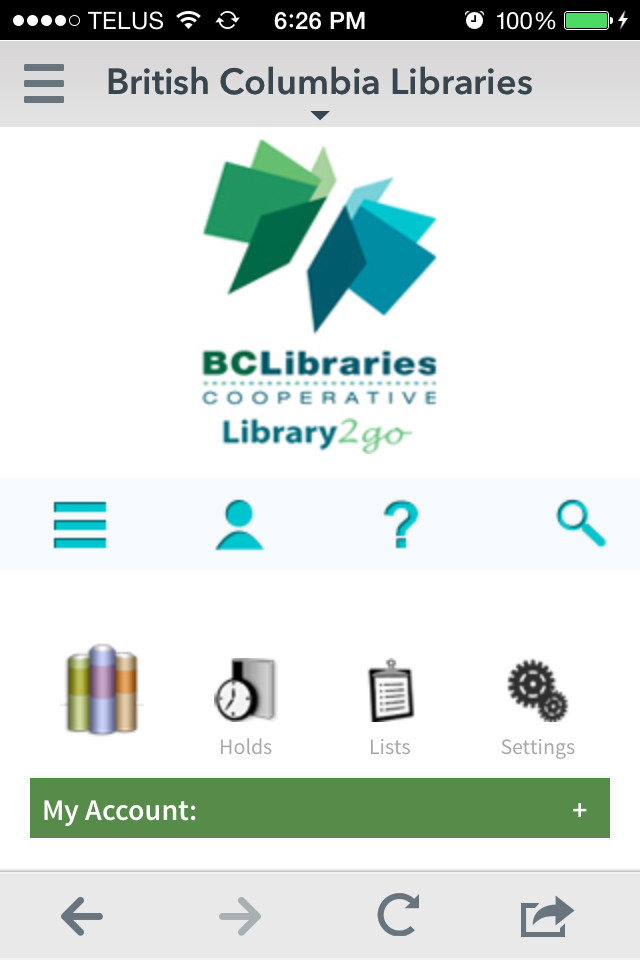 TELUS 6:26 PM 100%
British Columbia Libraries
BCLibraries
COOPERATIVE
Library2go
?
Holds Lists Settings
My Account: +